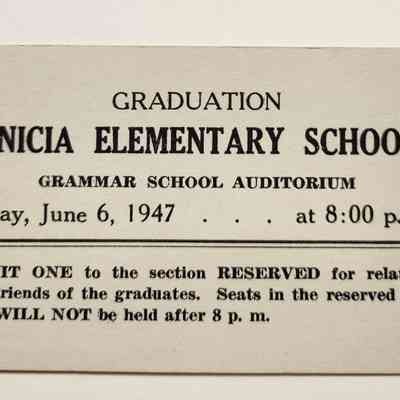 GRADUATION
NICIA ELEMENTARY SCHOO
GRAMMAR SCHOOL AUDITORIUM
ay, June 6, 1947 . . . at 8:00 p.
IT ONE to the section RESERVED for rela
riends of the graduates. Seats in the reserved
WILL NOT be held after 8 p. m.